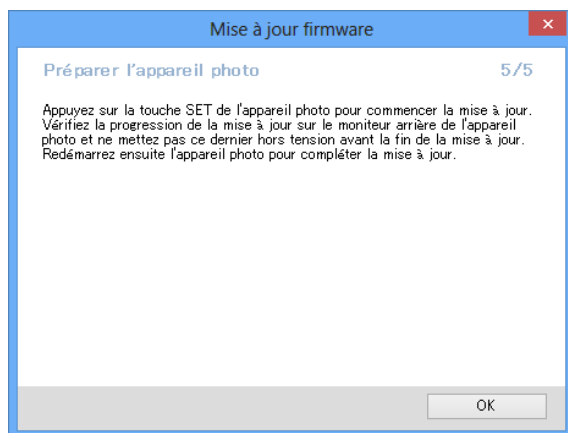 Mise à jour firmware
Préparer l'appareil photo 5/5
Appuyez sur la touche SET de l'appareil photo pour commencer la mise à jour.
Vérifiez la progression de la mise à jour sur le moniteur arrière de l'appareil
photo et ne mettez pas ce dernier hors tension avant la fin de la mise à jour.
Redémarrez ensuite l'appareil photo pour compléter la mise à jour.
OK